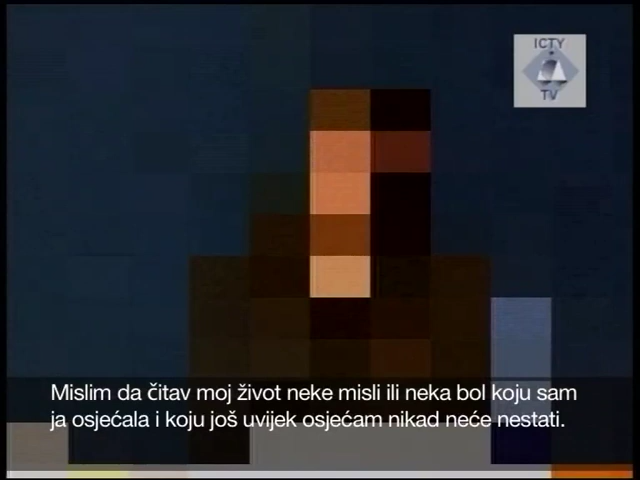 ICTY
TV
Mislim da čitav moj život neke misli ili neka bol koju sam
ja osjećala i koju još uvijek osjećam nikad neće nestati.